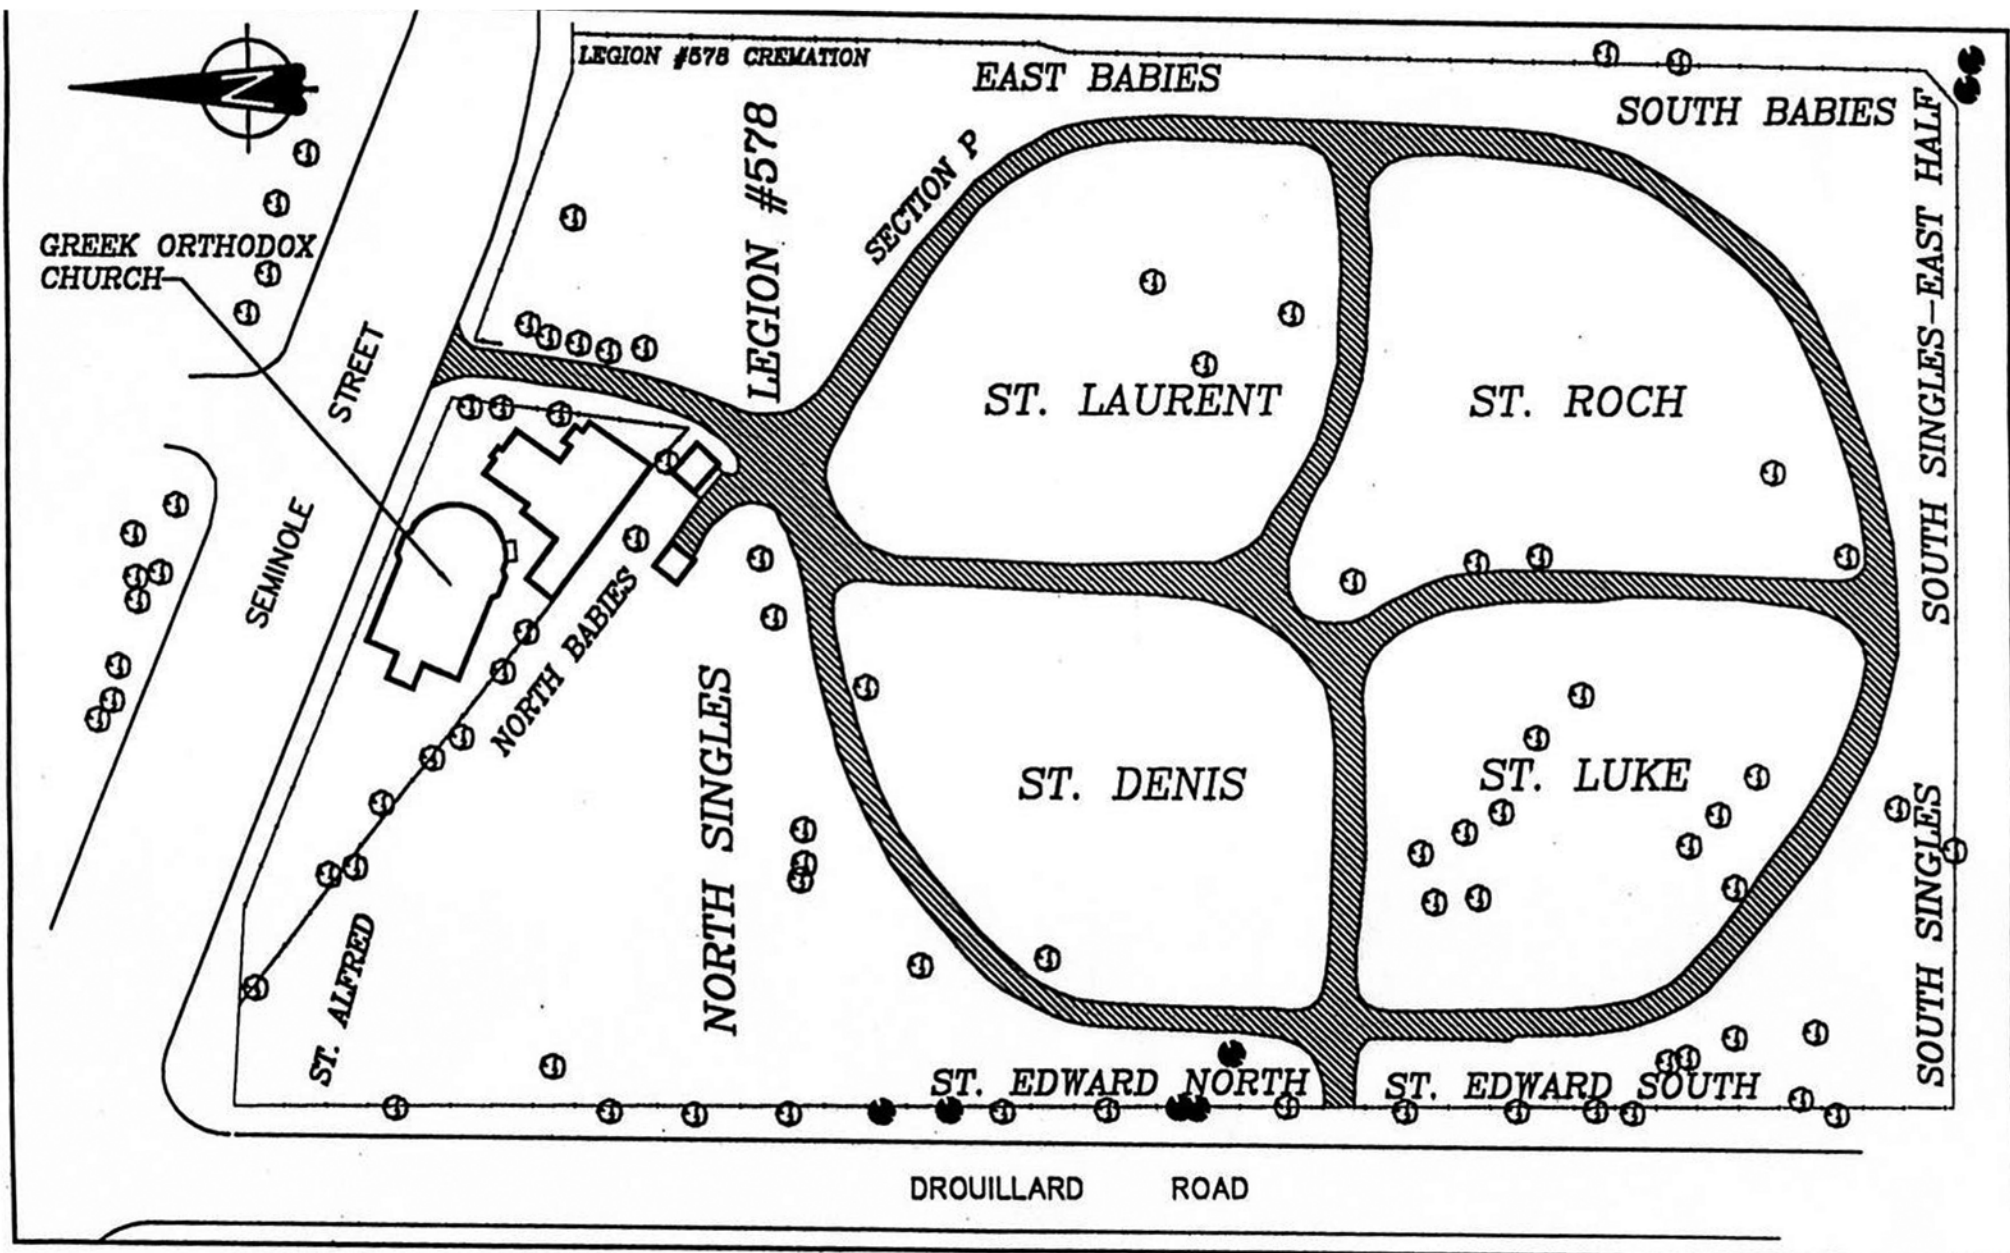 LEGION #578 CREMATION
EAST BABIES
SOUTH BABIES
N
LEGION #578
SECTION P
GREEK ORTHODOX
CHURCH
SEMINOLE STREET
ST. LAURENT
ST. ROCH
SOUTH SINGLES-EAST HALF
NORTH BABIES
NORTH SINGLES
ST. DENIS
ST. LUKE
SOUTH SINGLES
ST. ALFRED
ST. EDWARD NORTH
ST. EDWARD SOUTH
DROUILLARD ROAD